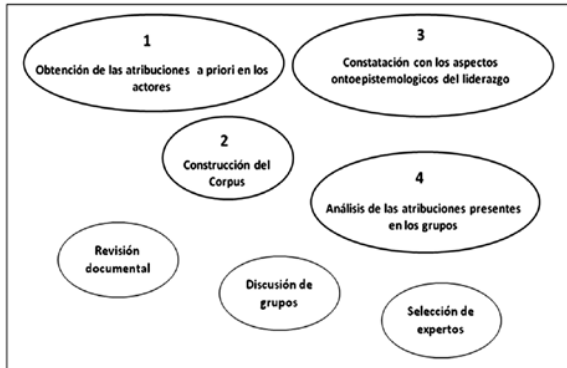 1
Obtención de las atribuciones a priori en los
actores
2
Construcción del
Corpus
3
Constatación con los aspectos
ontoepistemologicos del liderazgo
4
Análisis de las atribuciones presentes
en los grupos
Revisión
documental
Discusión de
grupos
Selección de
expertos